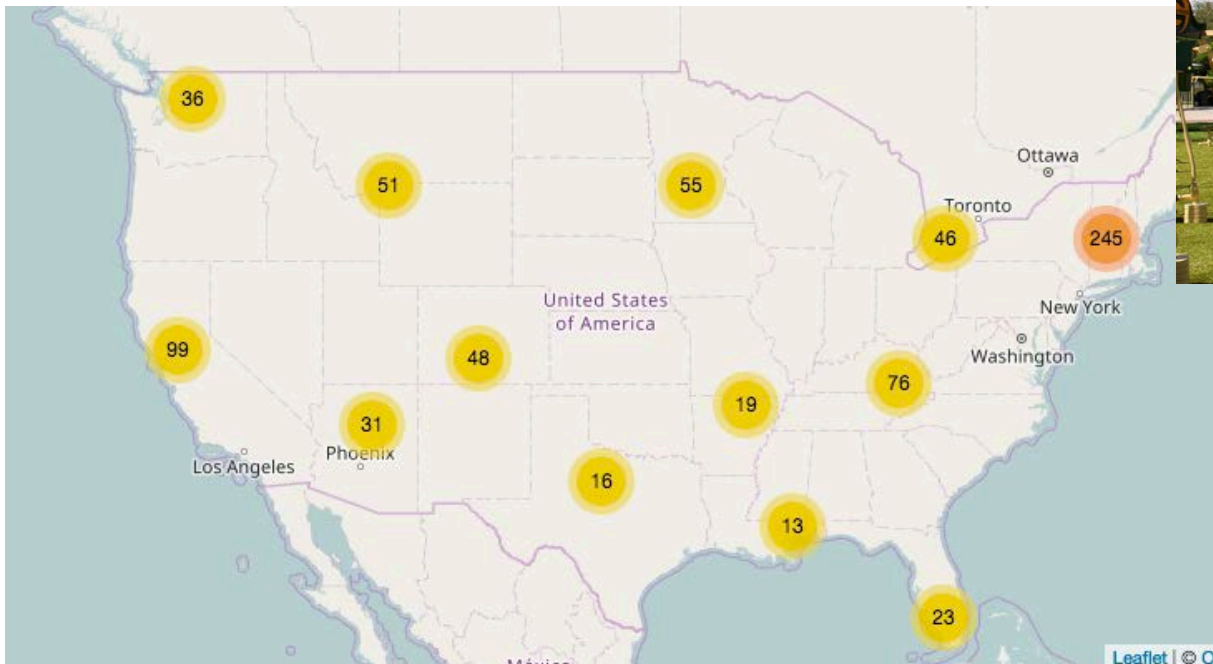 36
51
55
Ottawa
Toronto
46
245
United States
of America
New York
99
48
Washington
76
19
31
Phoenix
Los Angeles
16
13
23
Leaflet | ©